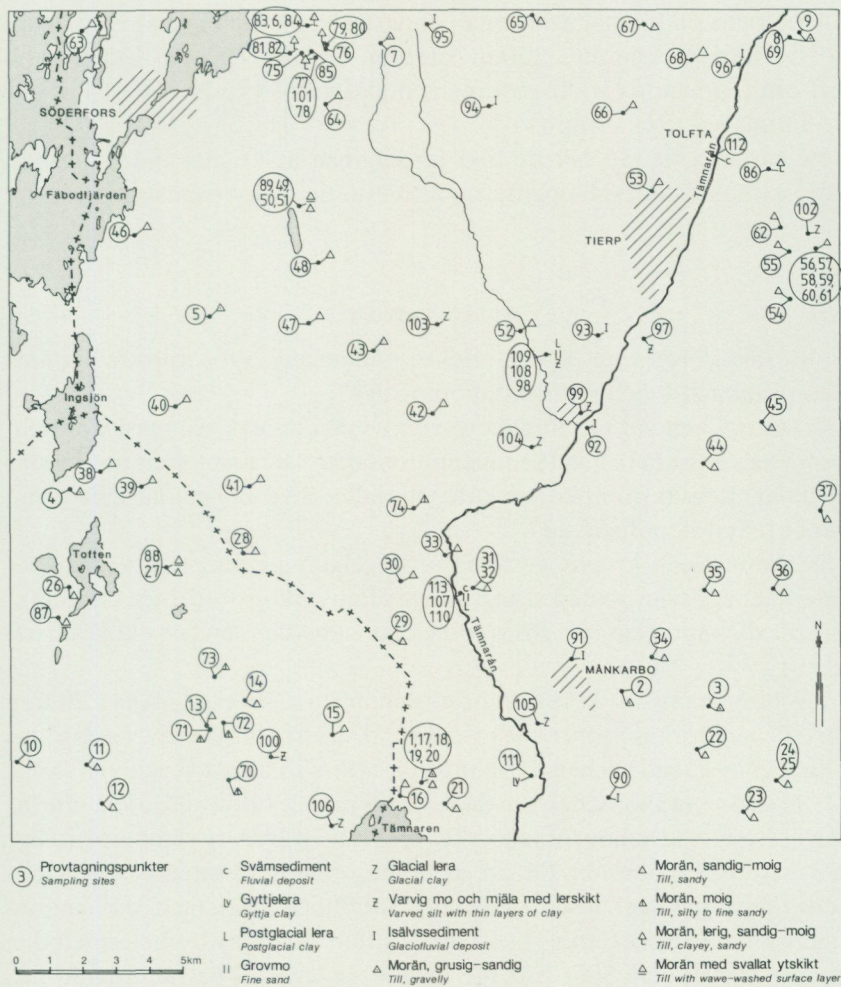 83, 6, 84
79, 80
63
81, 82
76
75
85
77
101
78
64
7
95
I
65
67
68
96
I
9
8
69
SÖDERFORS
94
I
66
TOLFTA
112
c
Tämnarån
86
Fäbodfjärden
89, 49,
50, 51
53
TIERP
46
62
102
Z
55
56, 57,
58, 59,
60, 61
54
48
5
47
103
Z
52
93
I
97
43
109
108
98
L
II
Ingsjön
40
42
99
92
I
104
Z
45
44
38
4
39
41
74
37
Toften
28
33
31
32
88
27
30
113
107
110
c
II
L
26
35
36
87
29
Tämnarån
91
I
34
MÅNKARBO
N
73
14
2
3
13
71
72
15
105
Z
100
1, 17, 18,
19, 20
22
10
11
12
70
16
21
111
90
I
24
25
23
106
Z
Tämnaren
3 Provtagningspunkter
Sampling sites
0 1 2 3 4 5km
c Svämsediment
Fluvial deposit
Gyttjelera
Gyttja clay
L Postglacial lera
Postglacial clay
II Grovmo
Fine sand
Z Glacial lera
Glacial clay
Varvig mo och mjäla med lerskikt
Varved silt with thin layers of clay
I Isälvssediment
Glaciofluvial deposit
Morän, grusig-sandig
Till, gravelly
Morän, sandig-moig
Till, sandy
Morän, moig
Till, silty to fine sandy
Morän, lerig, sandig-moig
Till, clayey, sandy
Morän med svallat ytskikt
Till with wawe-washed surface layer